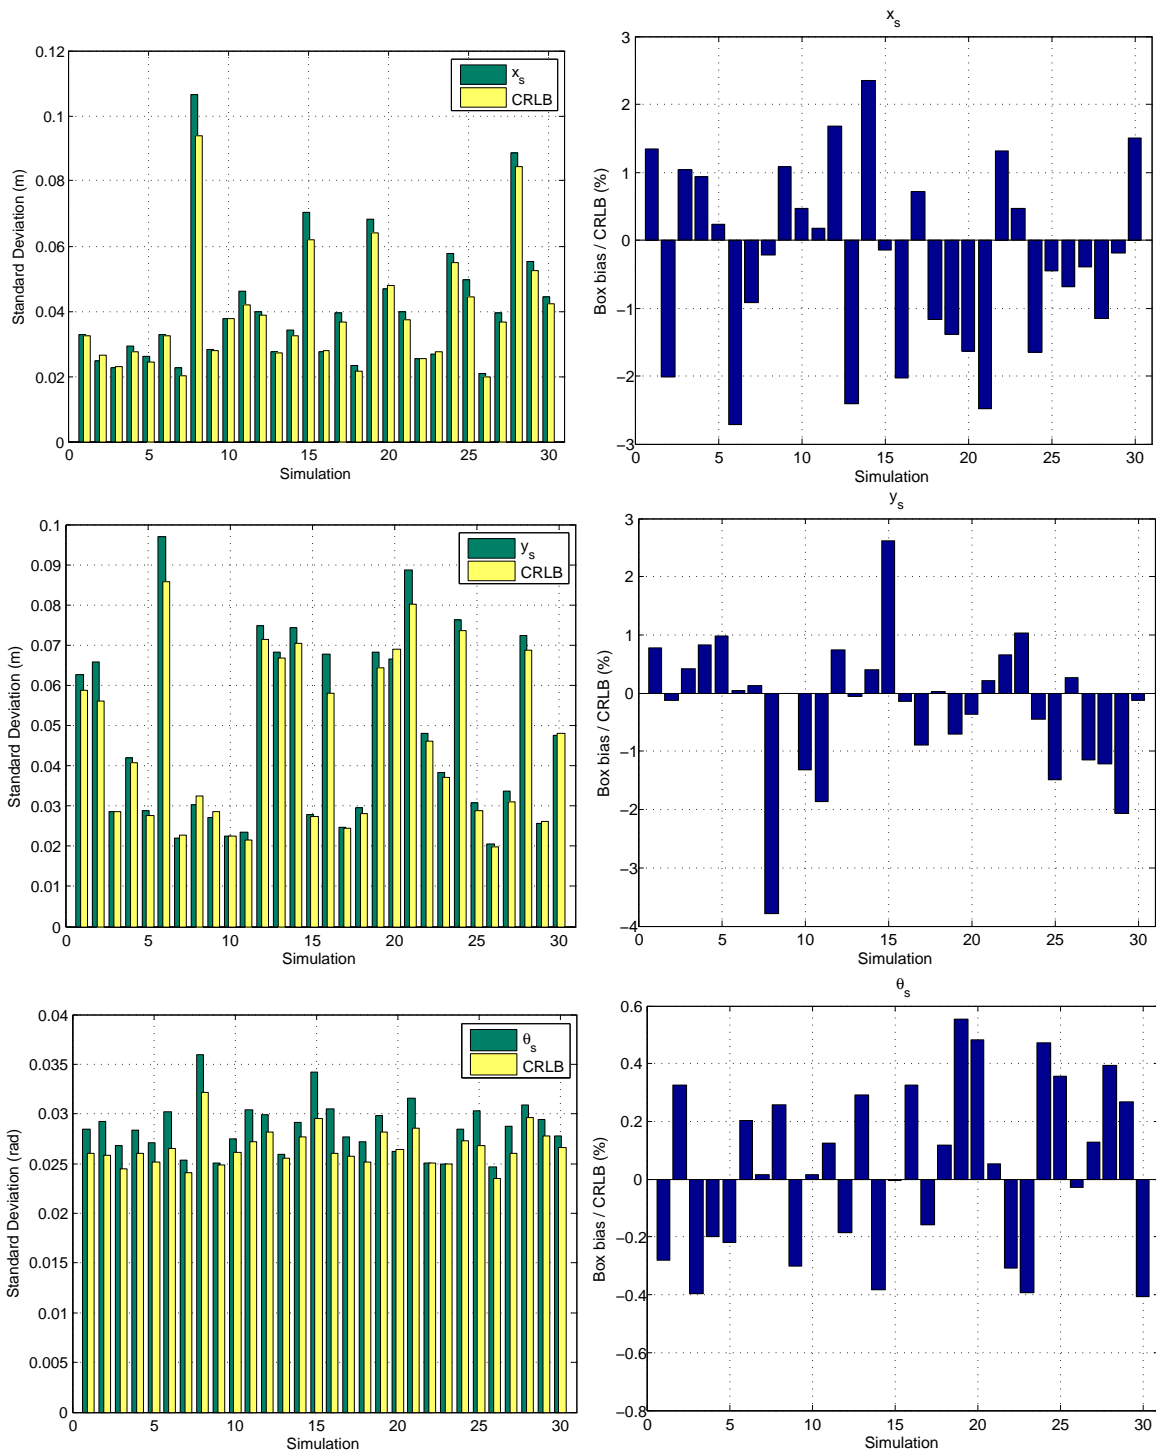 0.12
0.1
0.08
0.06
0.04
0.02
0
0 5 10 15 20 25 30
Standard Deviation (m)
Simulation
x_s
CRLB
x_s
3
2
1
0
−1
−2
−3
0 5 10 15 20 25 30
Box bias / CRLB (%)
Simulation
0.1
0.09
0.08
0.07
0.06
0.05
0.04
0.03
0.02
0.01
0
0 5 10 15 20 25 30
Standard Deviation (m)
Simulation
y_s
CRLB
y_s
3
2
1
0
−1
−2
−3
−4
0 5 10 15 20 25 30
Box bias / CRLB (%)
Simulation
0.04
0.035
0.03
0.025
0.02
0.015
0.01
0.005
0
0 5 10 15 20 25 30
Standard Deviation (rad)
Simulation
θ_s
CRLB
θ_s
0.6
0.4
0.2
0
−0.2
−0.4
−0.6
−0.8
0 5 10 15 20 25 30
Box bias / CRLB (%)
Simulation